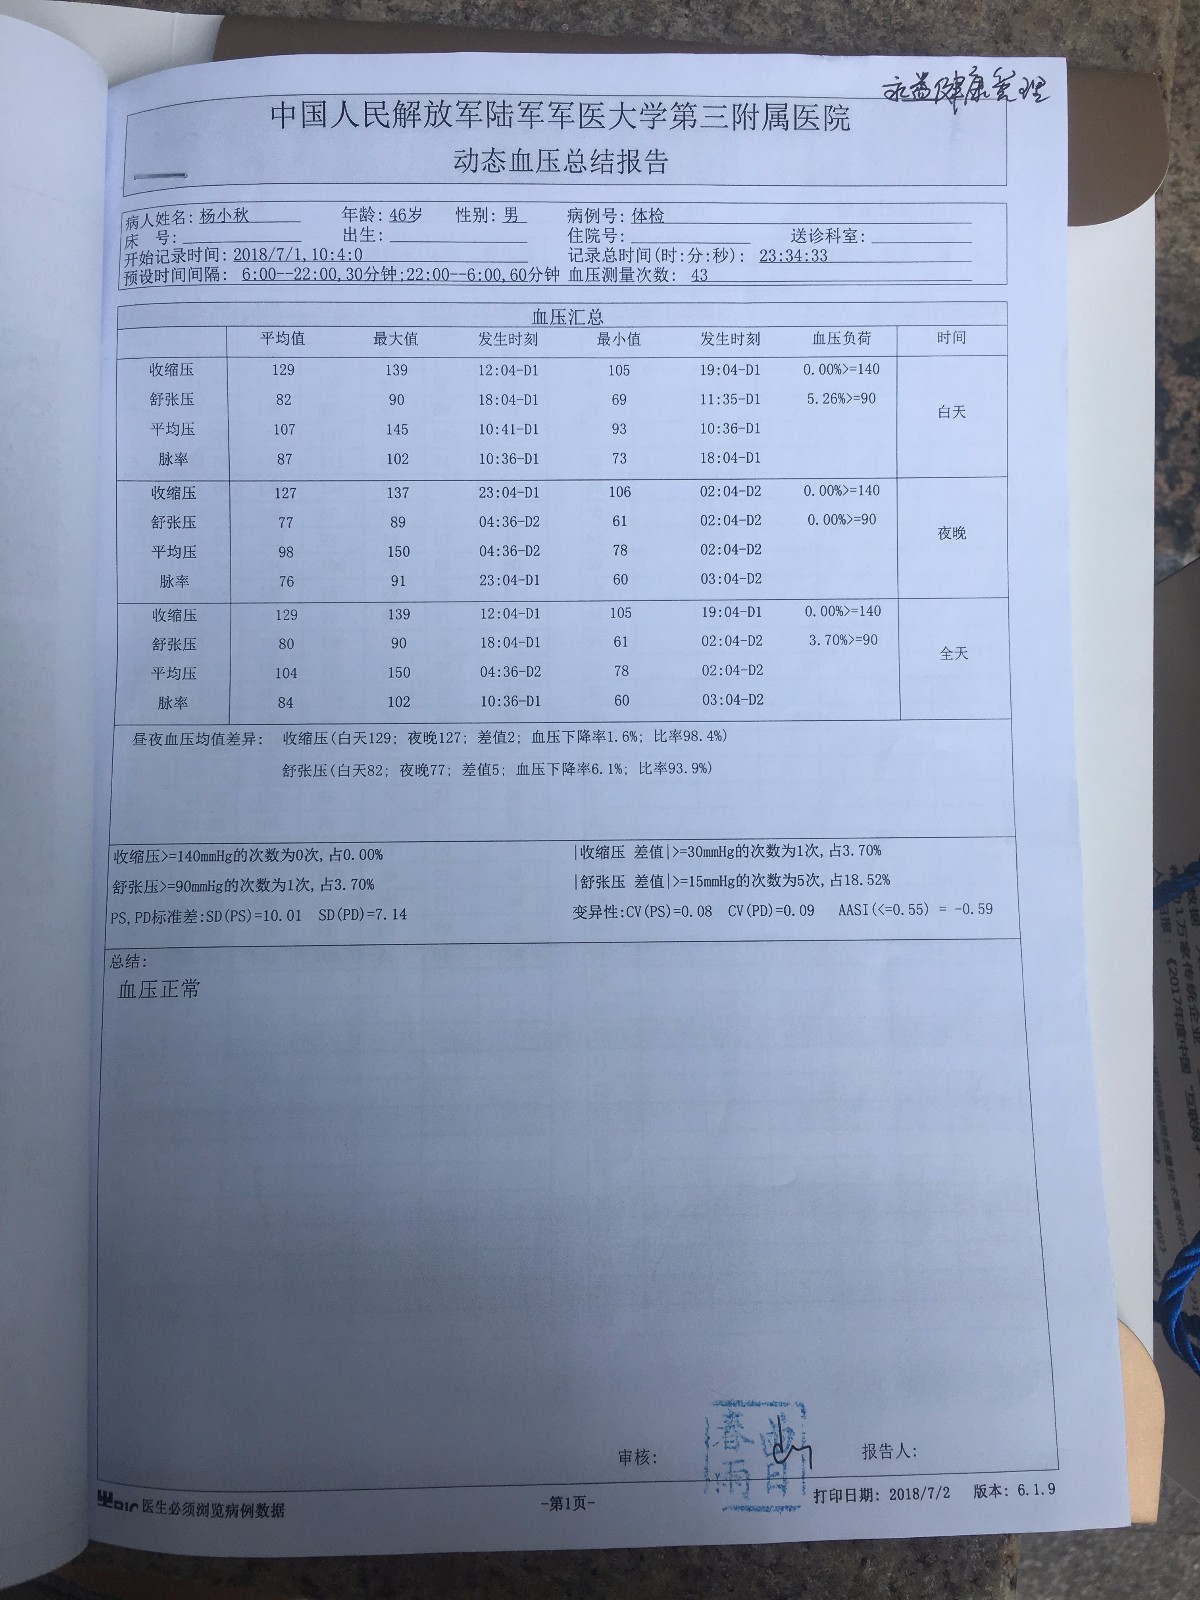 永益健康管理
中国人民解放军陆军军医大学第三附属医院
动态血压总结报告
病人姓名: 杨小秋 年龄: 46岁 性别: 男 病例号: 体检
床 号: 出生: 住院号: 送诊科室:
开始记录时间: 2018/7/1,10:4:0 记录总时间(时:分:秒): 23:34:33
预设时间间隔: 6:00--22:00,30分钟;22:00--6:00,60分钟 血压测量次数: 43
血压汇总
平均值 最大值 发生时刻 最小值 发生时刻 血压负荷 时间
收缩压 129 139 12:04-D1 105 19:04-D1 0.00%>=140
舒张压 82 90 18:04-D1 69 11:35-D1 5.26%>=90
白天
平均压 107 145 10:41-D1 93 10:36-D1
脉率 87 102 10:36-D1 73 18:04-D1
收缩压 127 137 23:04-D1 106 02:04-D2 0.00%>=140
舒张压 77 89 04:36-D2 61 02:04-D2 0.00%>=90
夜晚
平均压 98 150 04:36-D2 78 02:04-D2
脉率 76 91 23:04-D1 60 03:04-D2
收缩压 129 139 12:04-D1 105 19:04-D1 0.00%>=140
舒张压 80 90 18:04-D1 61 02:04-D2 3.70%>=90
全天
平均压 104 150 04:36-D2 78 02:04-D2
脉率 84 102 10:36-D1 60 03:04-D2
昼夜血压均值差异: 收缩压(白天129; 夜晚127; 差值2; 血压下降率1.6%; 比率98.4%)
舒张压(白天82; 夜晚77; 差值5; 血压下降率6.1%; 比率93.9%)
收缩压>=140mmHg的次数为0次,占0.00% |收缩压 差值|>=30mmHg的次数为1次,占3.70%
舒张压>=90mmHg的次数为1次,占3.70% |舒张压 差值|>=15mmHg的次数为5次,占18.52%
PS,PD标准差:SD(PS)=10.01 SD(PD)=7.14 变异性:CV(PS)=0.08 CV(PD)=0.09 AASI(<=0.55) = -0.59
总结:
血压正常
审核: 报告人:
医生必须浏览病例数据 -第1页- 打印日期: 2018/7/2 版本: 6.1.9